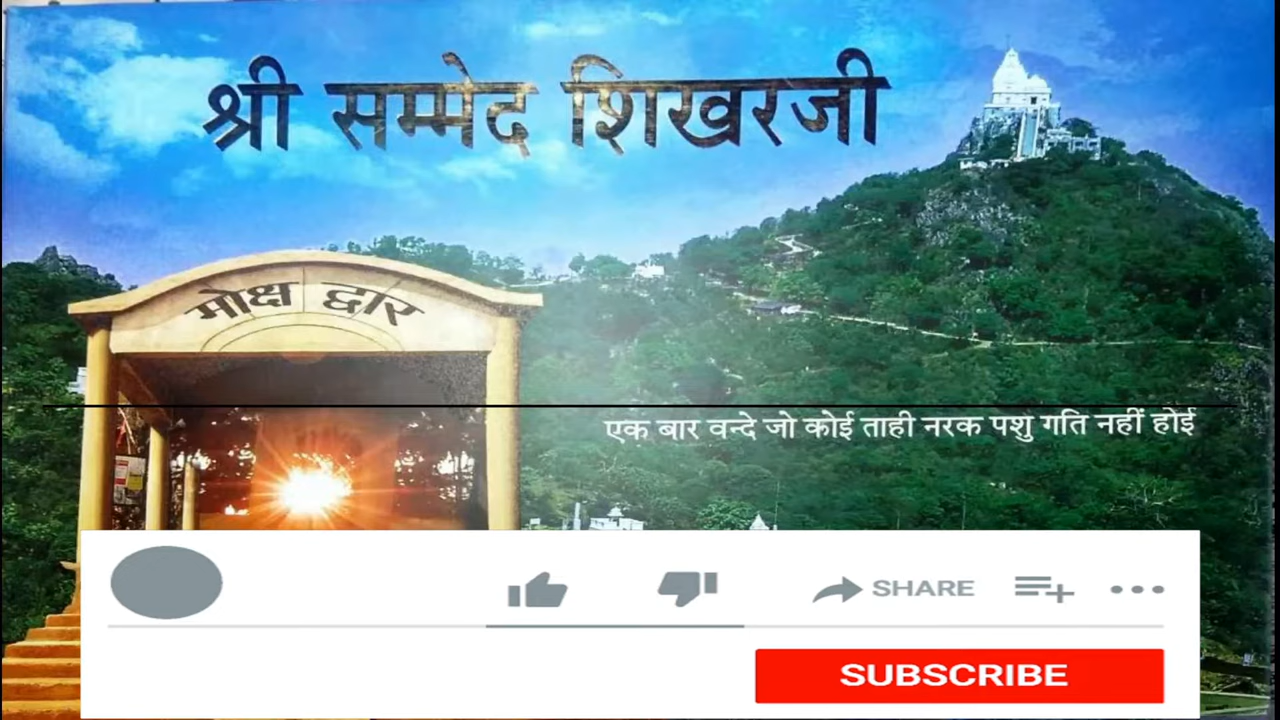 श्री सम्मेद शिखरजी
मोक्ष द्वार
एक बार वन्दे जो कोई ताही नरक पशु गति नहीं होई
SHARE
SUBSCRIBE